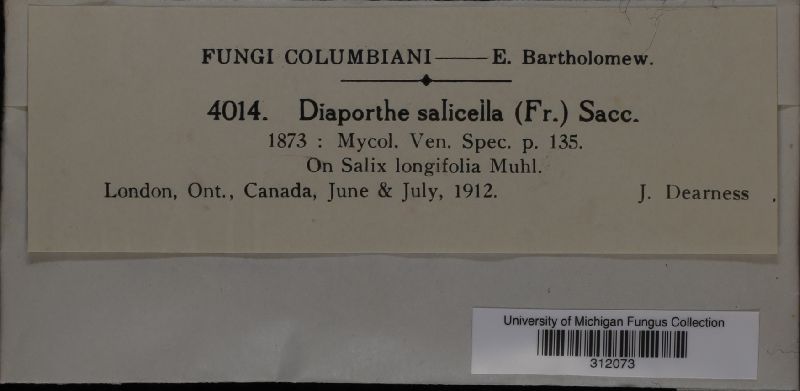 FUNGI COLUMBIANI—E. Bartholomew.
4014. Diaporthe salicella (Fr.) Sacc.
1873 : Mycol. Ven. Spec. p. 135.
On Salix longifolia Muhl.
London, Ont., Canada, June & July, 1912. J. Dearness
University of Michigan Fungus Collection
312073